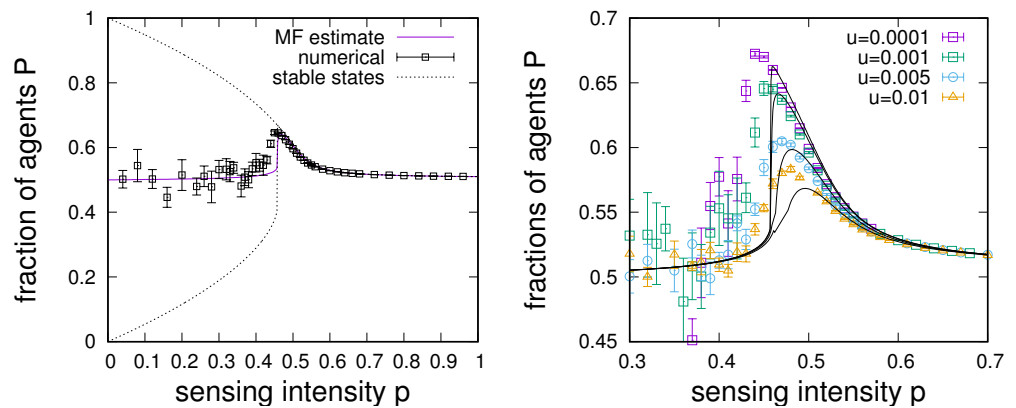 fraction of agents P
1
0.8
0.6
0.4
0.2
0
MF estimate
numerical
stable states
0 0.1 0.2 0.3 0.4 0.5 0.6 0.7 0.8 0.9 1
sensing intensity p
fractions of agents P
0.7
0.65
0.6
0.55
0.5
0.45
u=0.0001
u=0.001
u=0.005
u=0.01
0.3 0.4 0.5 0.6 0.7
sensing intensity p